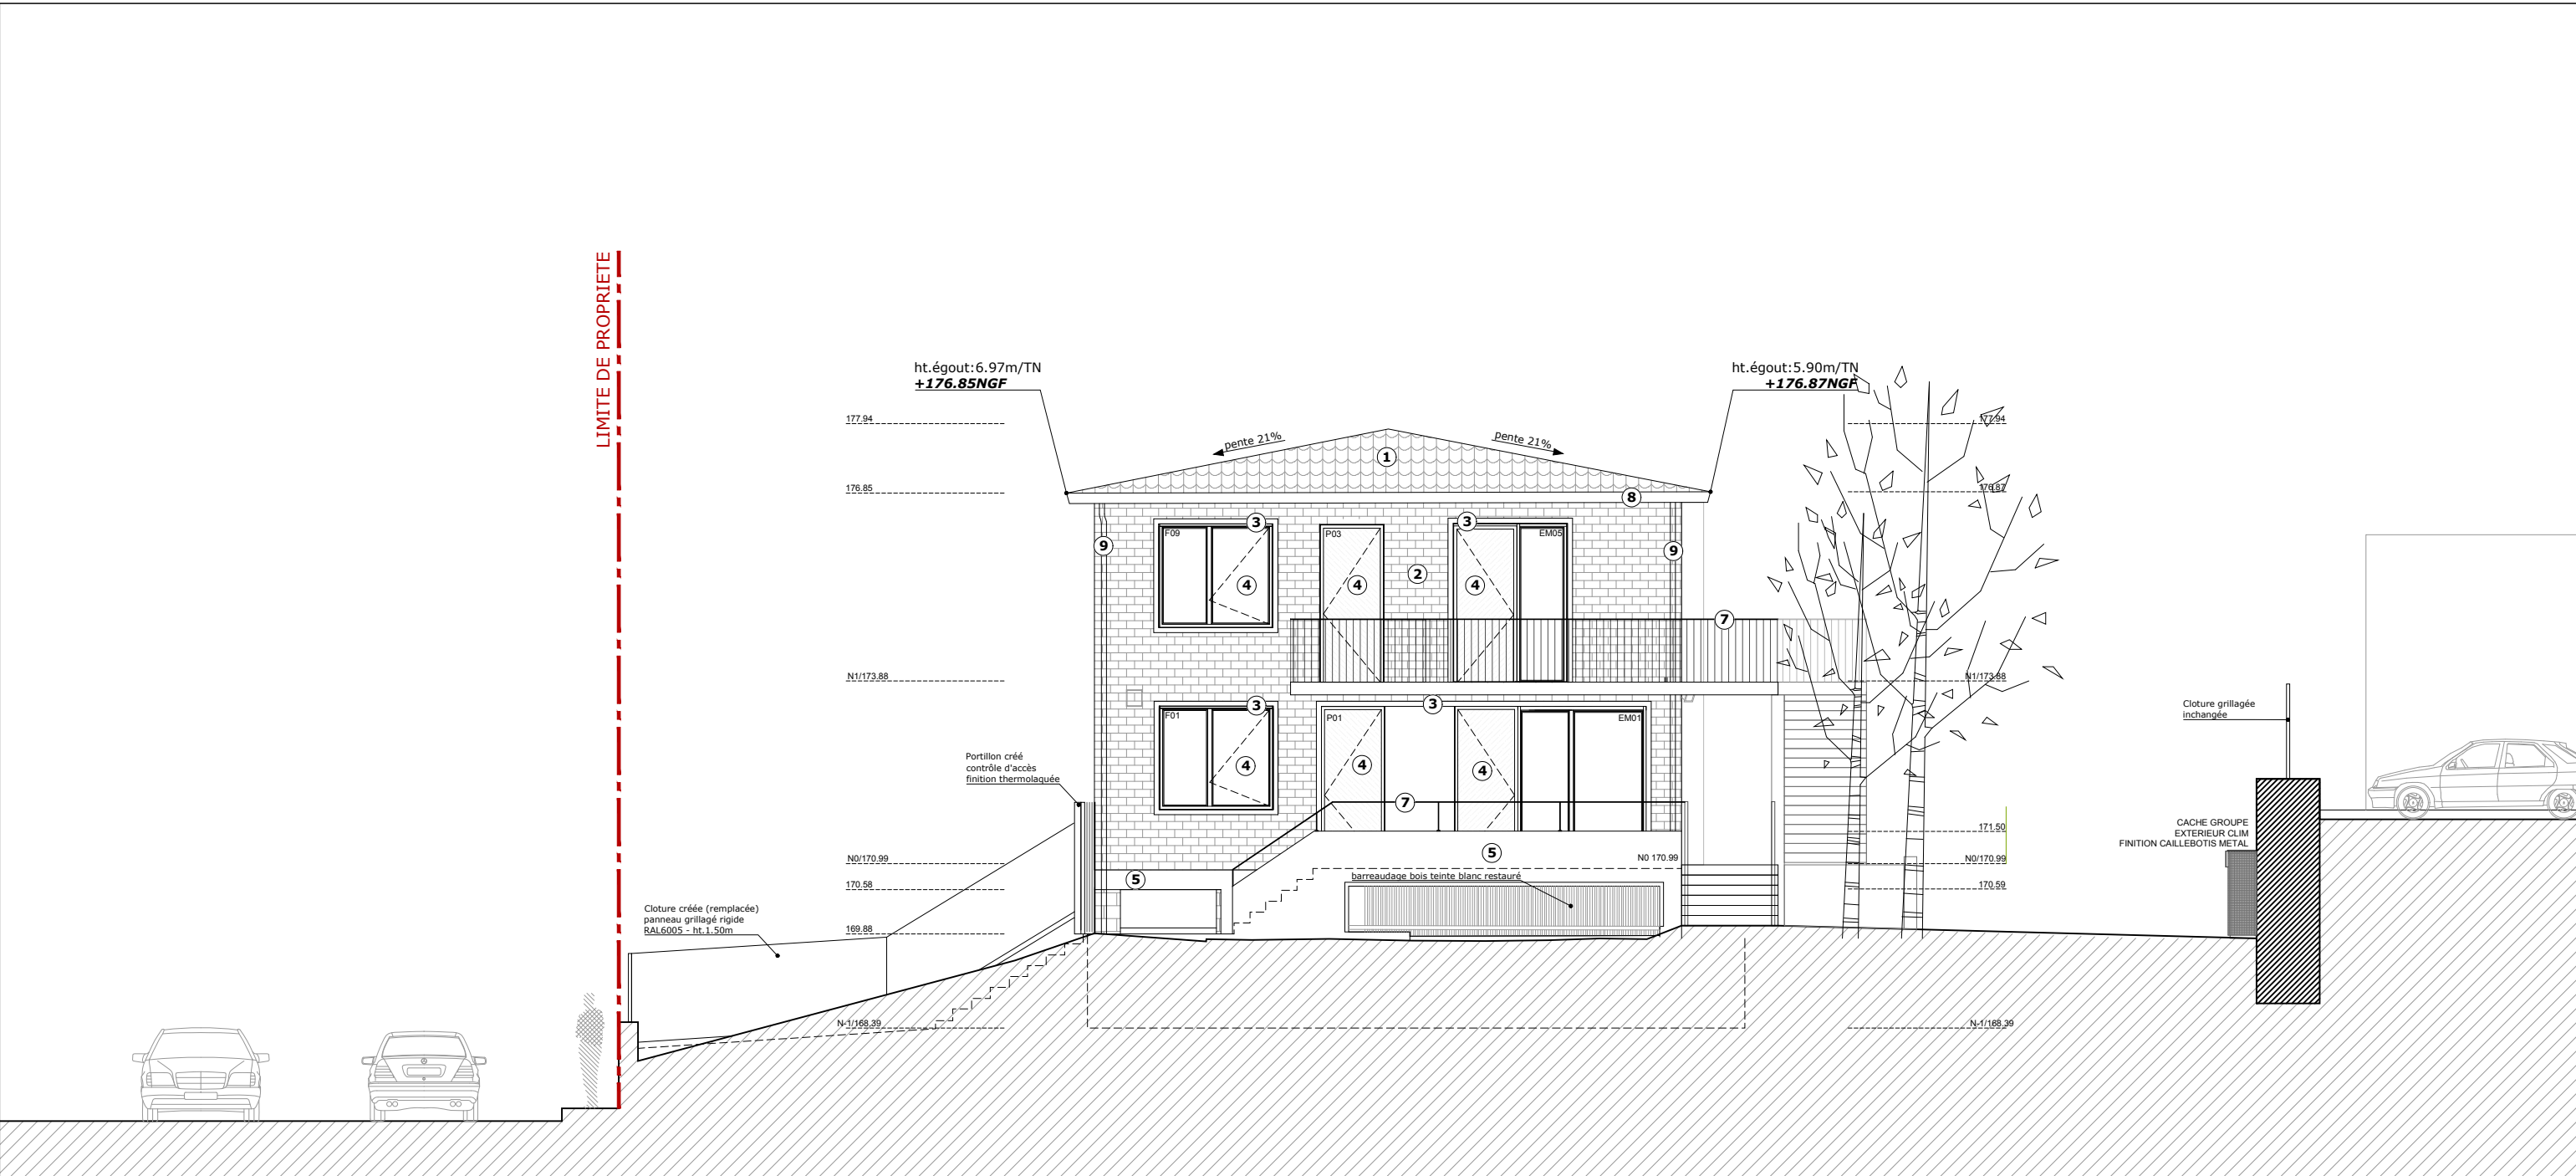 LIMITE DE PROPRIETE
ht.égout:6.97m/TN
+176.85NGF
ht.égout:5.90m/TN
+176.87NGF
177.94
177.94
pente 21%
pente 21%
1
176.85
176.87
8
3
3
F09
P03
EM05
9
9
2
4
4
4
7
N1/173.88
N1/173.88
3
3
F01
P01
EM01
Cloture grillagée
inchangée
Portillon créé
contrôle d'accès
finition thermolaquée
4
4
4
7
CACHE GROUPE
EXTERIEUR CLIM
FINITION CAILLEBOTIS METAL
171.50
N0/170.99
5
N0 170.99
N0/170.99
5
barreaudage bois teinte blanc restauré
170.58
170.59
Cloture créée (remplacée)
panneau grillagé rigide
RAL6005 - ht.1.50m
169.88
N-1/168.39
N-1/168.39